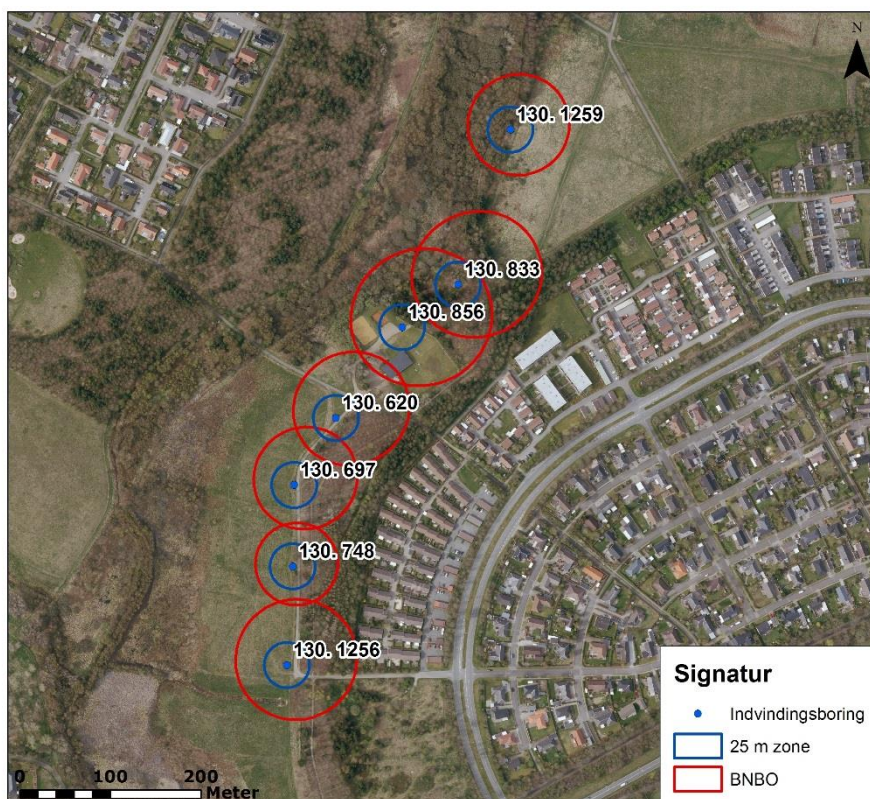 N
130. 1259
130. 833
130. 856
130. 620
130. 697
130. 748
130. 1256
Signatur
Indvindingsboring
25 m zone
BNBO
0 100 200
Meter